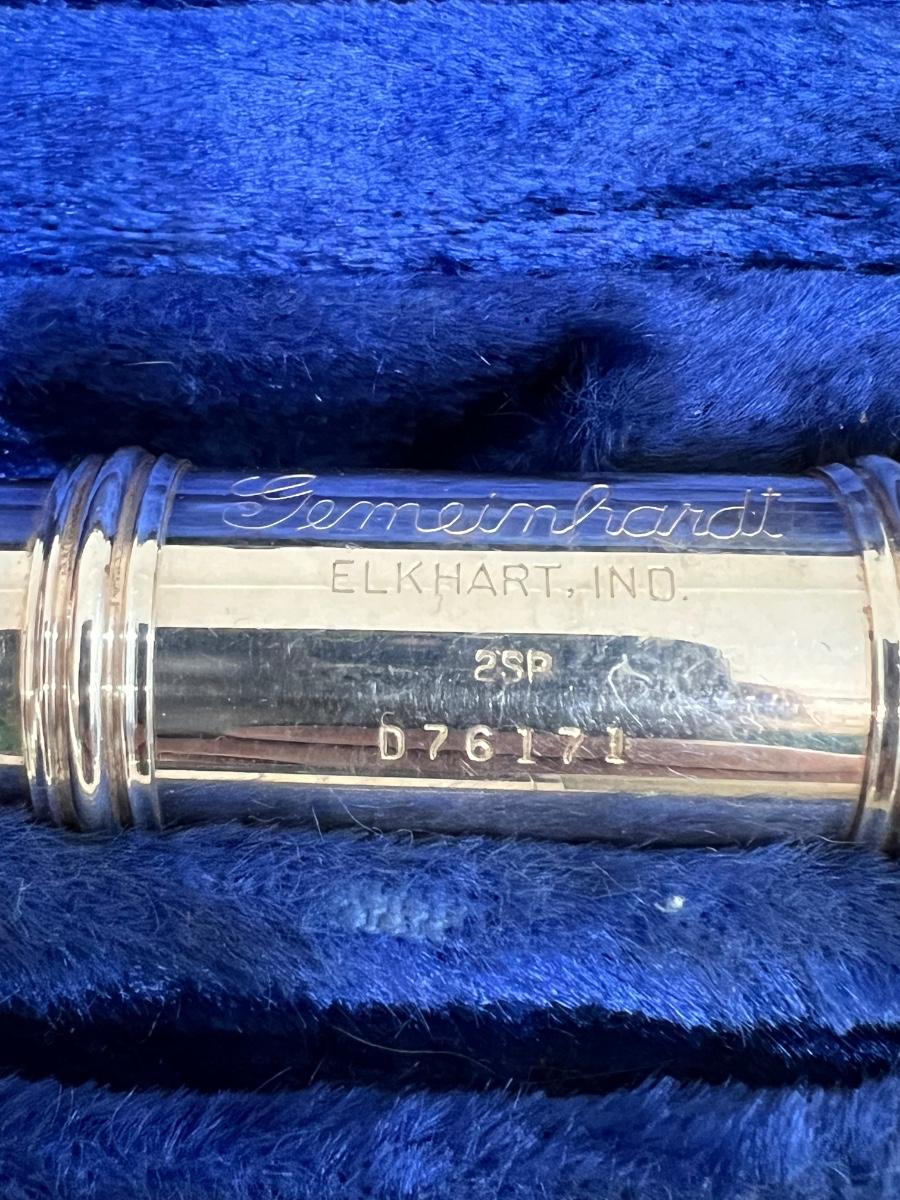 Gemeinhardt
ELKHART, IND.
2SP
D76171